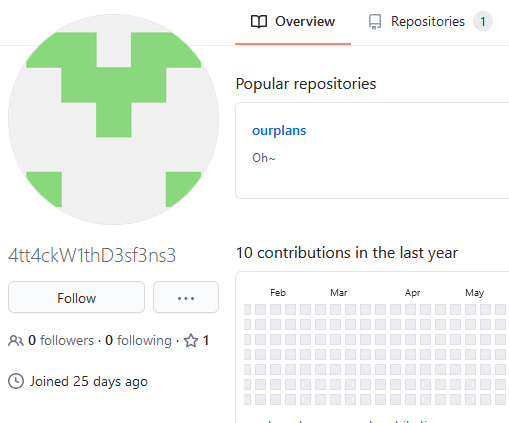 Overview
Repositories 1
Popular repositories
ourplans
Oh~
4tt4ckW1thD3sf3ns3
Follow
...
0 followers · 0 following · 1
Joined 25 days ago
10 contributions in the last year
Feb Mar Apr May